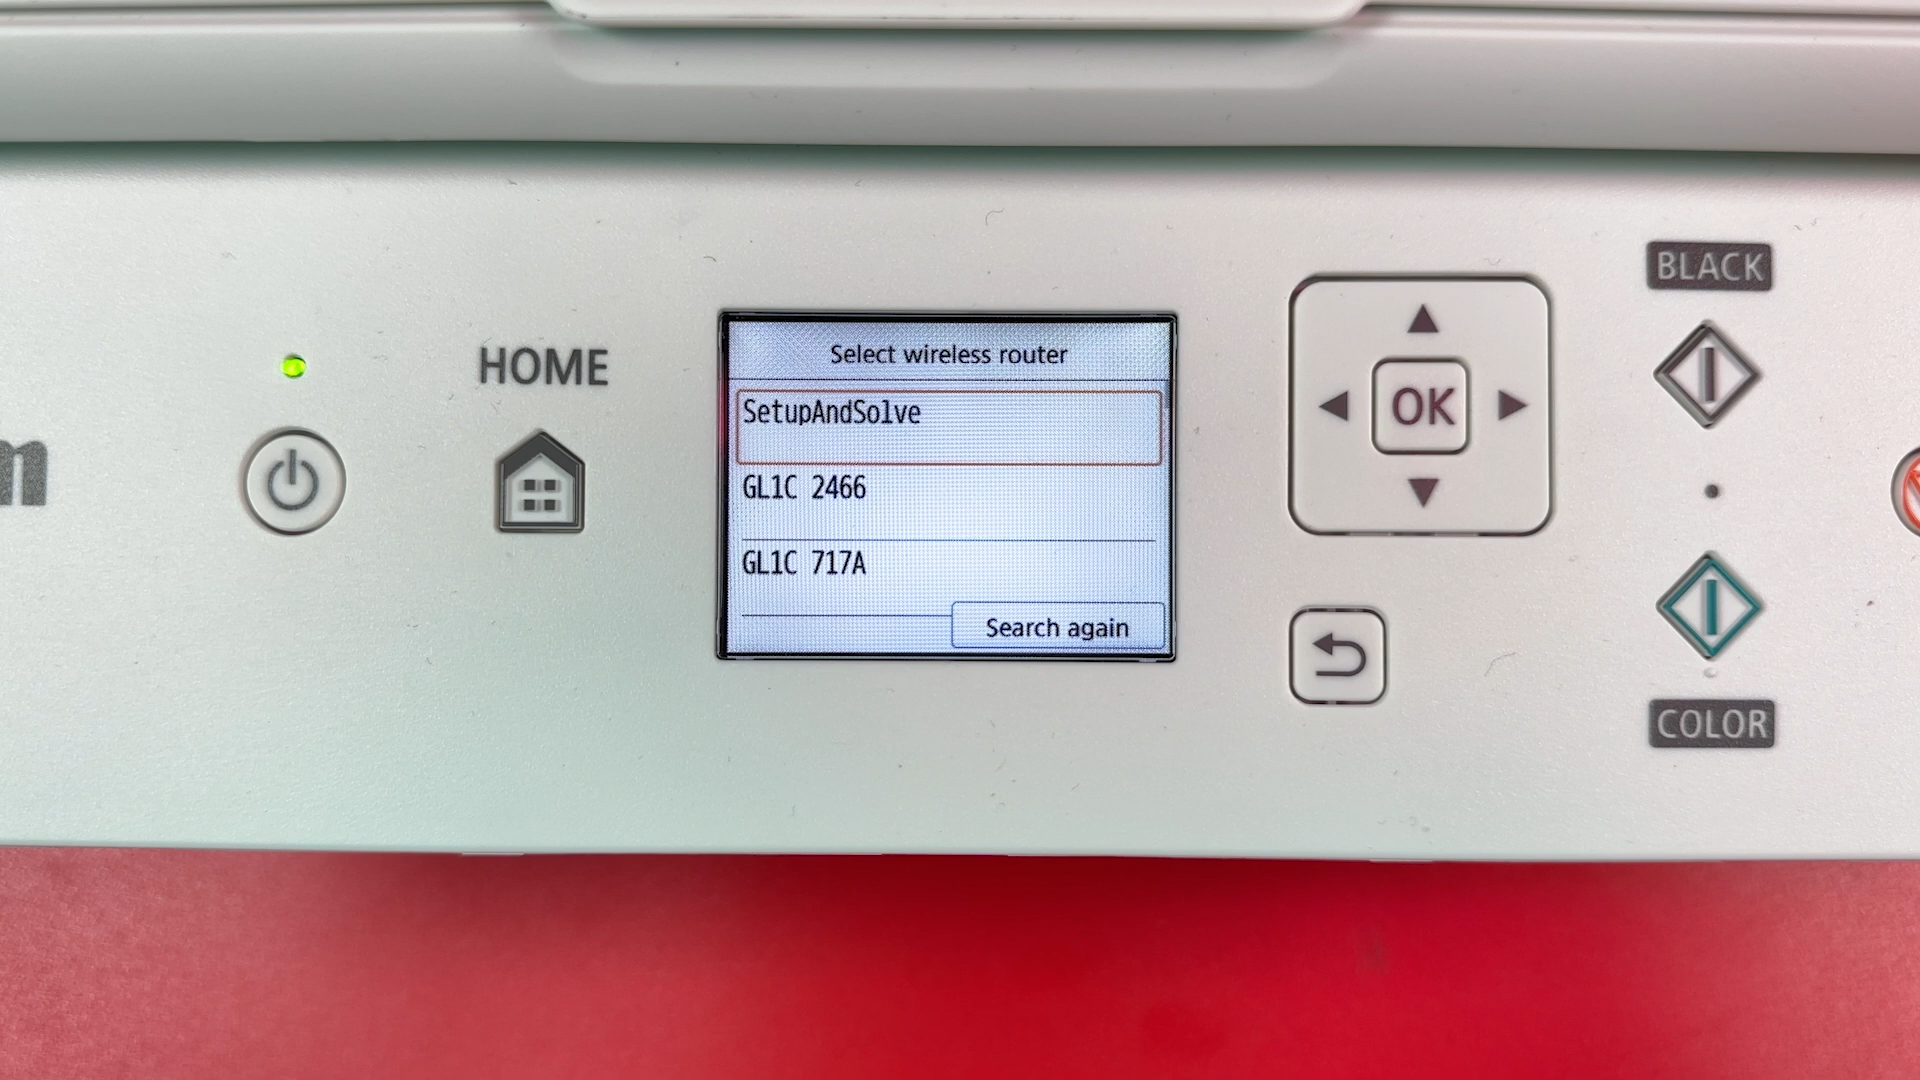 HOME
Select wireless router
SetupAndSolve
GL1C 2466
GL1C 717A
Search again
OK
BLACK
COLOR